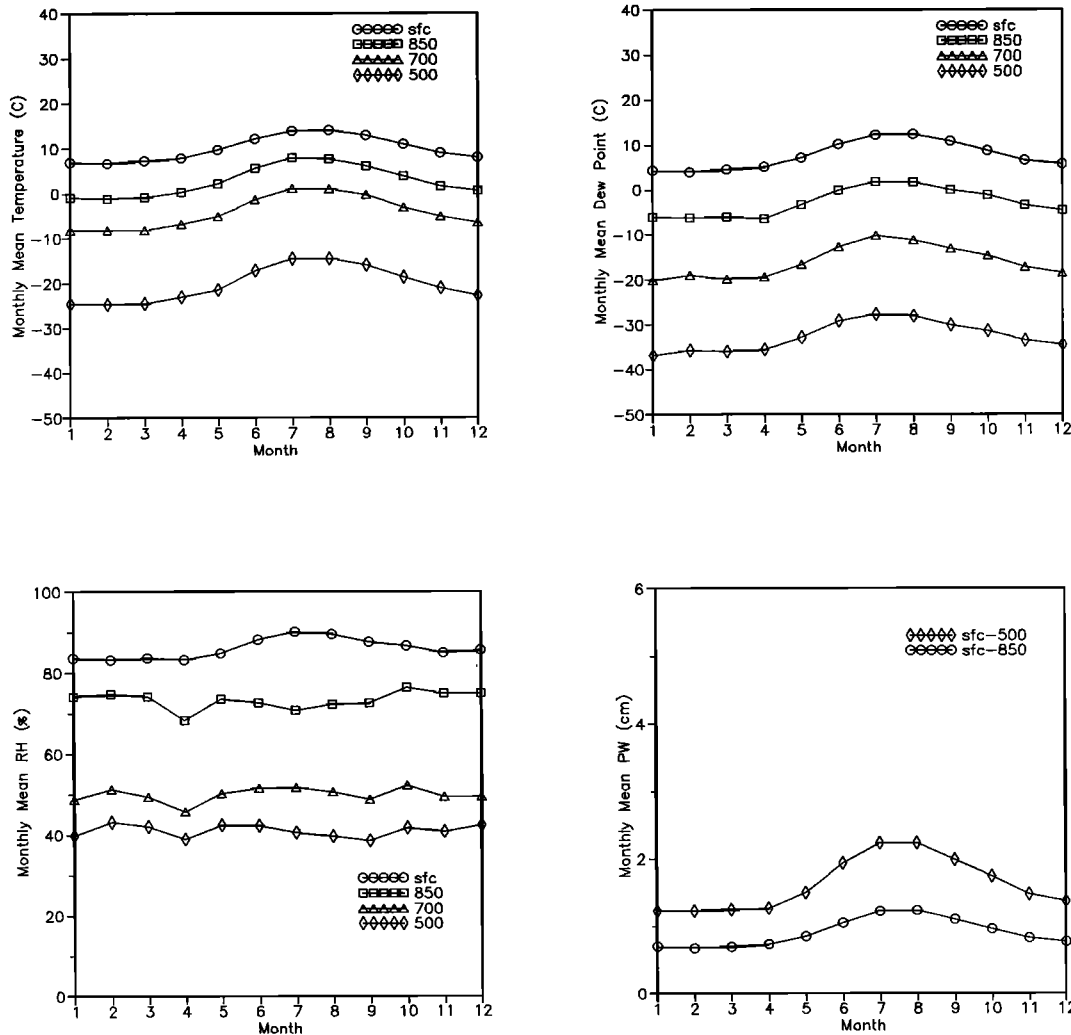 40
30
20
10
0
-10
-20
-30
-40
-50
Monthly Mean Temperature (C)
sfc
850
700
500
1 2 3 4 5 6 7 8 9 10 11 12
Month
40
30
20
10
0
-10
-20
-30
-40
-50
Monthly Mean Dew Point (C)
sfc
850
700
500
1 2 3 4 5 6 7 8 9 10 11 12
Month
100
80
60
40
20
0
Monthly Mean RH (%)
sfc
850
700
500
1 2 3 4 5 6 7 8 9 10 11 12
Month
6
4
2
0
Monthly Mean PW (cm)
sfc-500
sfc-850
1 2 3 4 5 6 7 8 9 10 11 12
Month